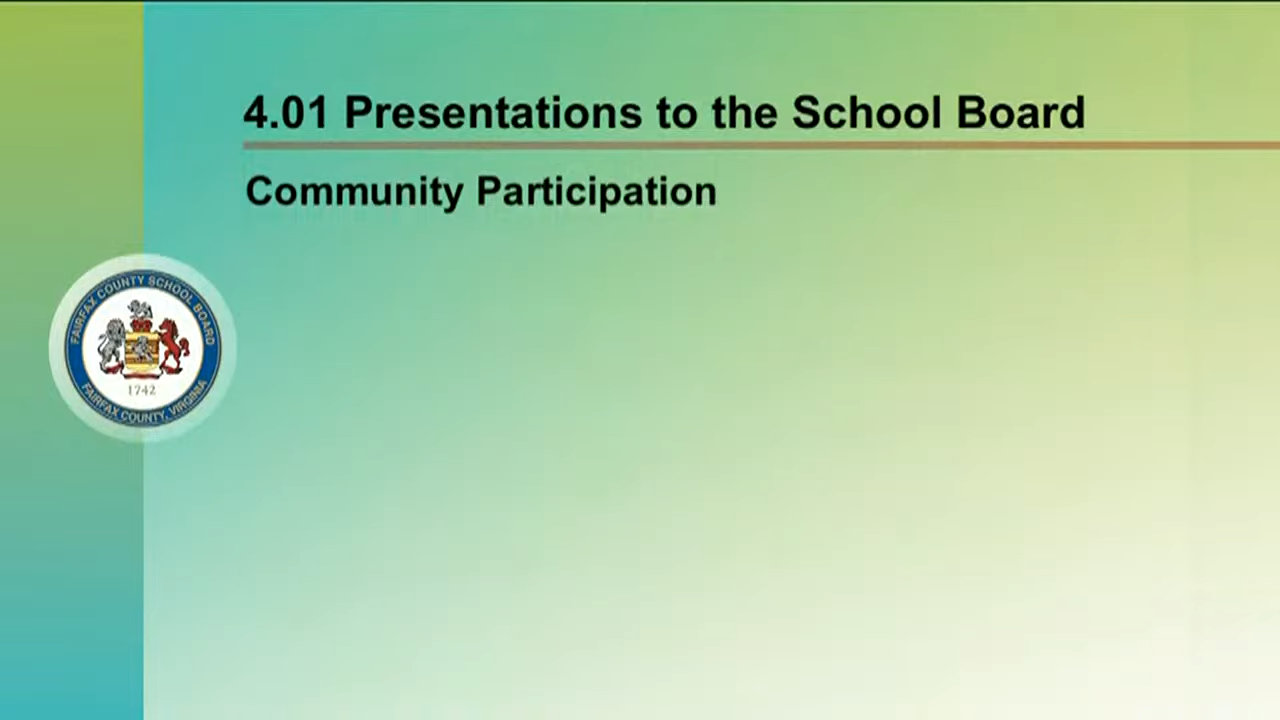 4.01 Presentations to the School Board
Community Participation
FAIRFAX COUNTY SCHOOL BOARD
1742
FAIRFAX COUNTY, VIRGINIA